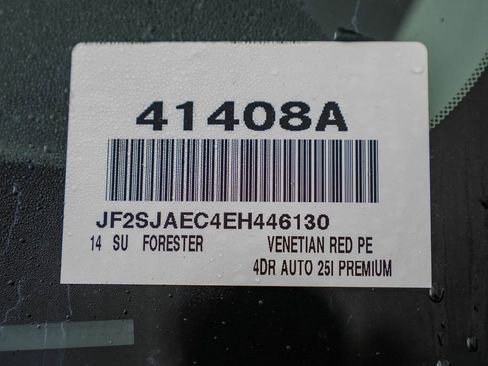 41408A
JF2SJAEC4EH446130
14 SU FORESTER VENETIAN RED PE
4DR AUTO 25I PREMIUM